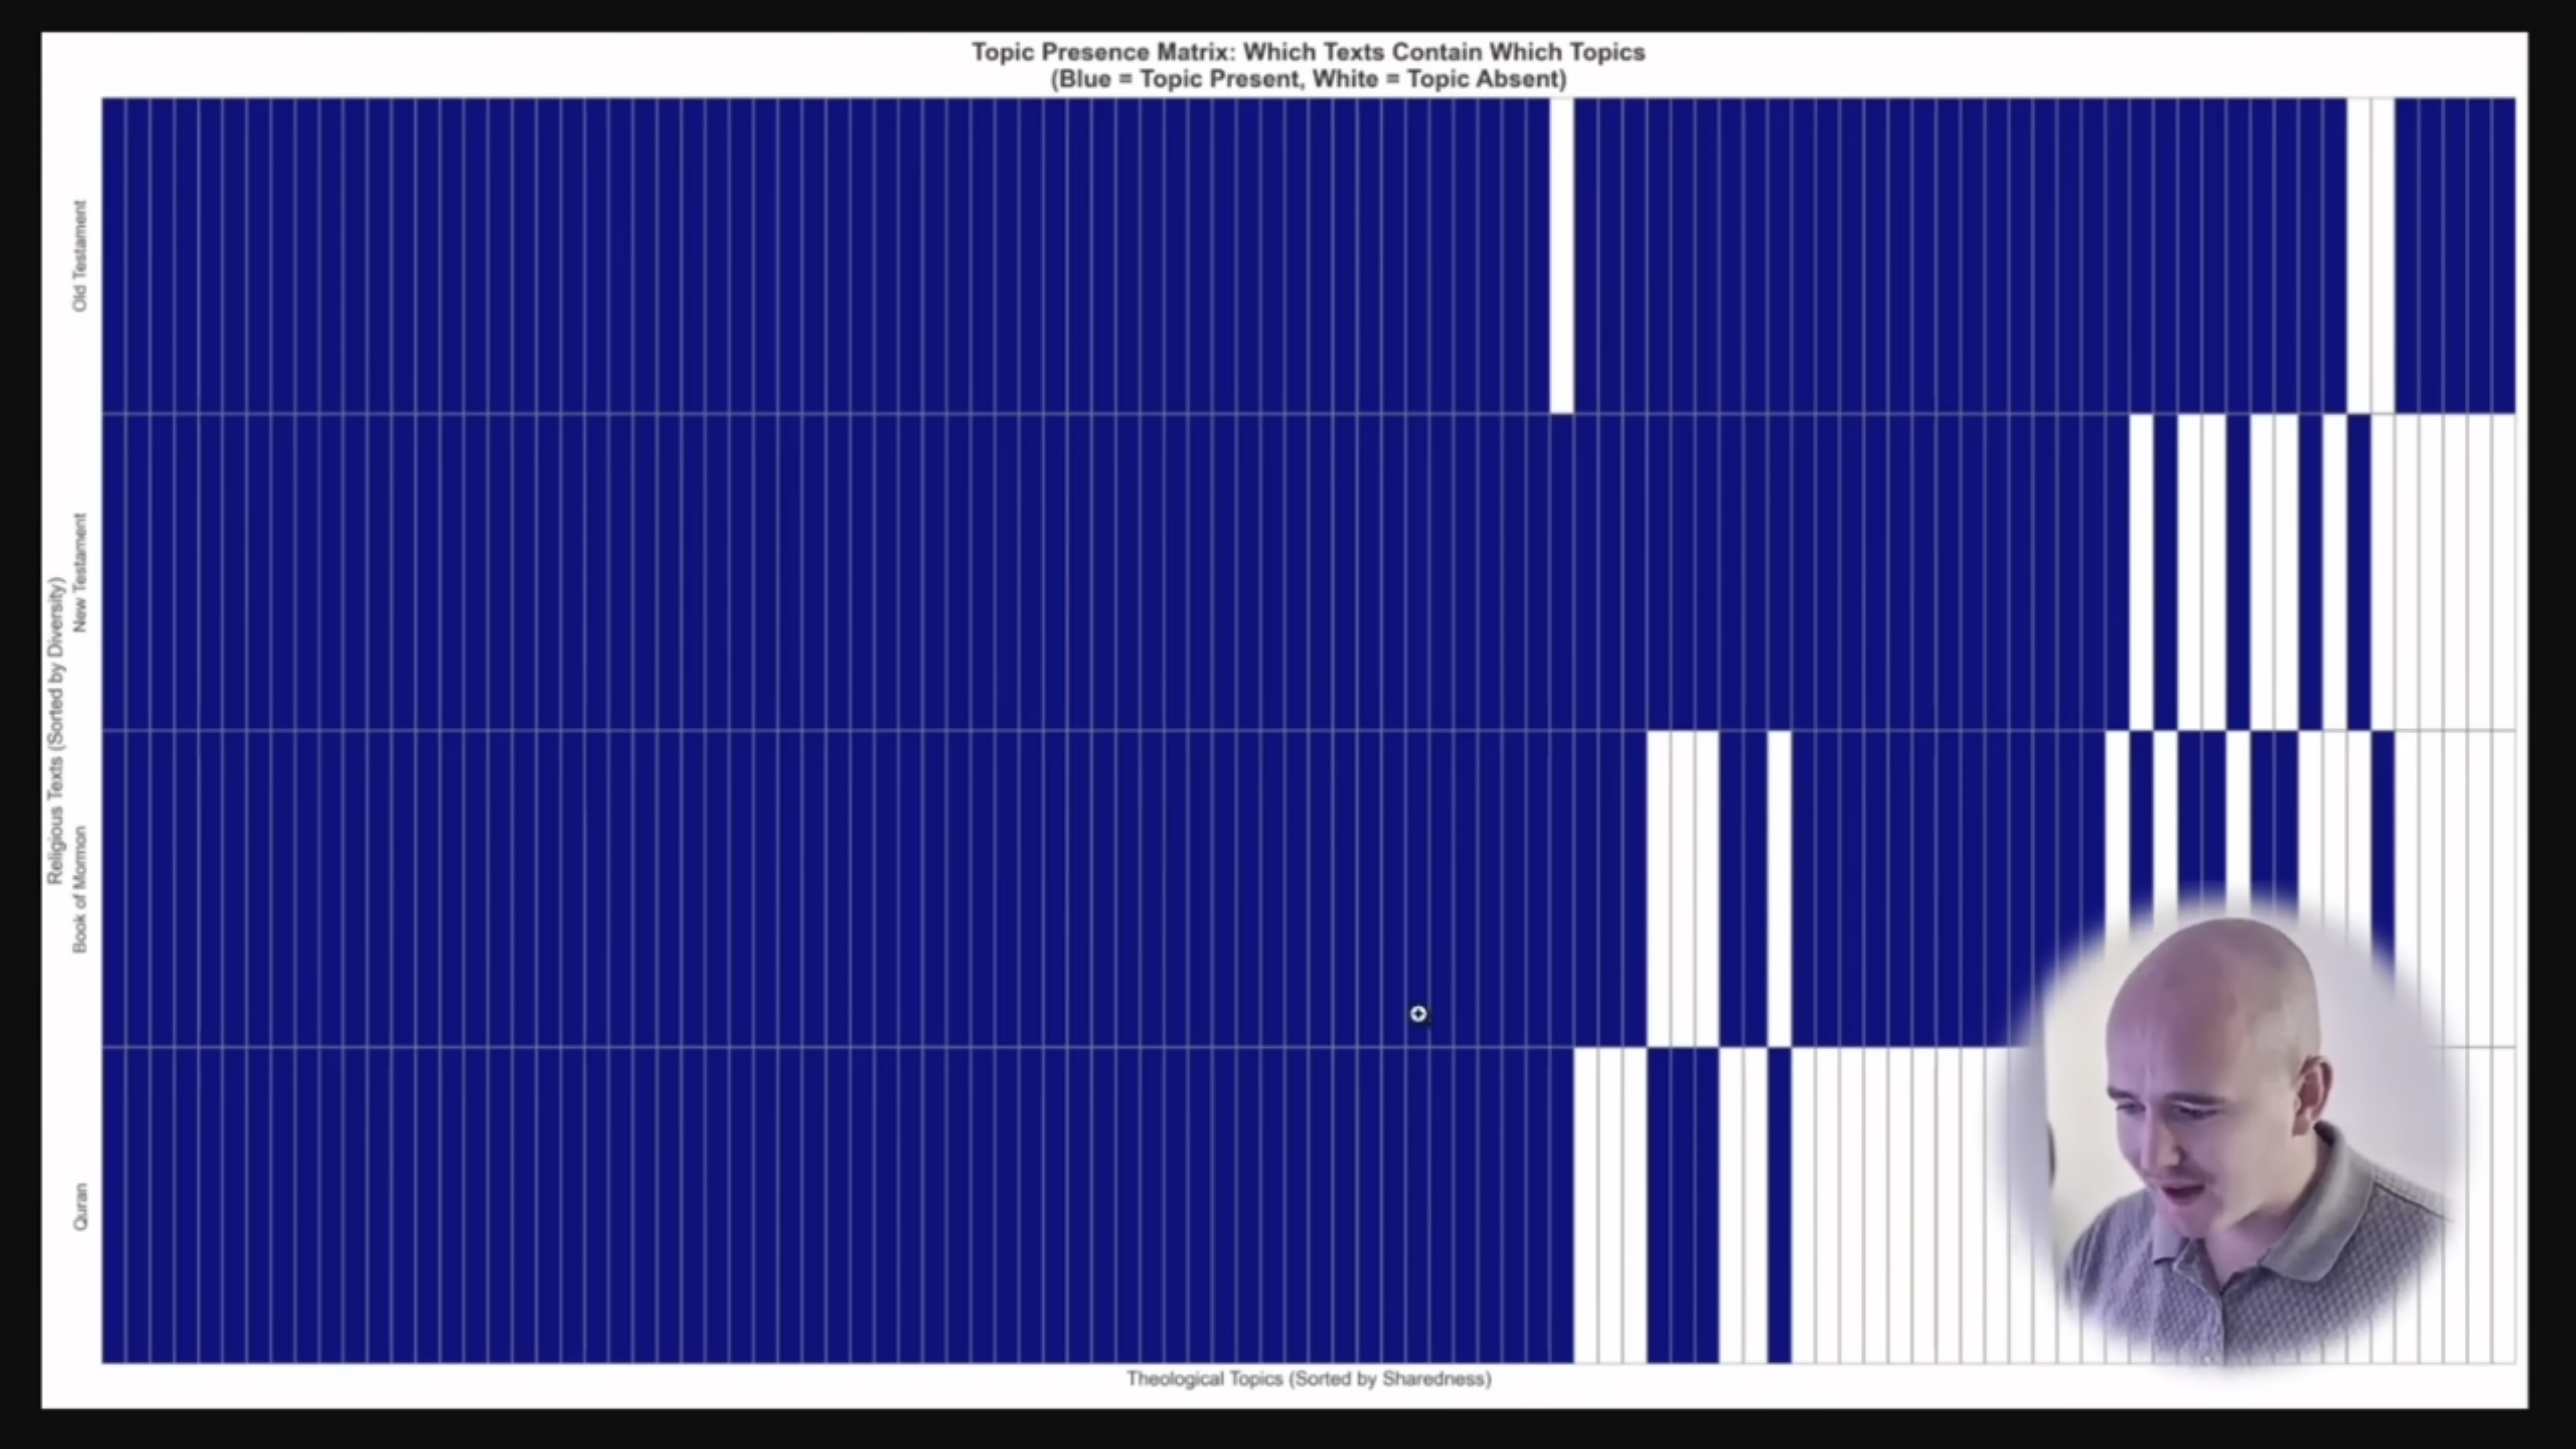 Topic Presence Matrix: Which Texts Contain Which Topics
(Blue = Topic Present, White = Topic Absent)
Religious Texts (Sorted by Diversity)
Old Testament
New Testament
Book of Mormon
Quran
Theological Topics (Sorted by Sharedness)